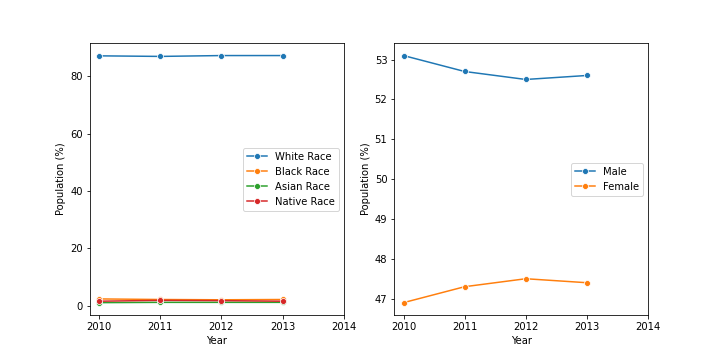 80
60
40
20
0
Population (%)
2010 2011 2012 2013 2014
Year
White Race
Black Race
Asian Race
Native Race
53
52
51
50
49
48
47
Population (%)
2010 2011 2012 2013 2014
Year
Male
Female